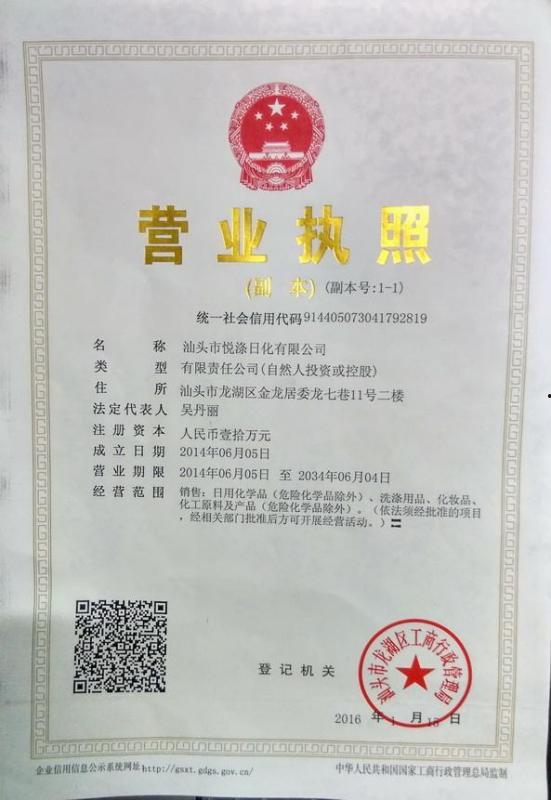 营业执照
(副 本)(副本号:1-1)
统一社会信用代码914405073041792819
名称 汕头市悦涤日化有限公司
类型 有限责任公司(自然人投资或控股)
住所 汕头市龙湖区金龙居委龙七巷11号二楼
法定代表人 吴丹丽
注册资本 人民币壹拾万元
成立日期 2014年06月05日
营业期限 2014年06月05日 至 2034年06月04日
经营范围 销售：日用化学品（危险化学品除外）、洗涤用品、化妆品、
化工原料及产品（危险化学品除外）。（依法须经批准的项目
，经相关部门批准后方可开展经营活动。）
登记机关
汕头市龙湖区工商行政管理局
2016 年 1 月 15 日
企业信用信息公示系统网址:http://gsxt.gdgs.gov.cn/
中华人民共和国国家工商行政管理总局监制